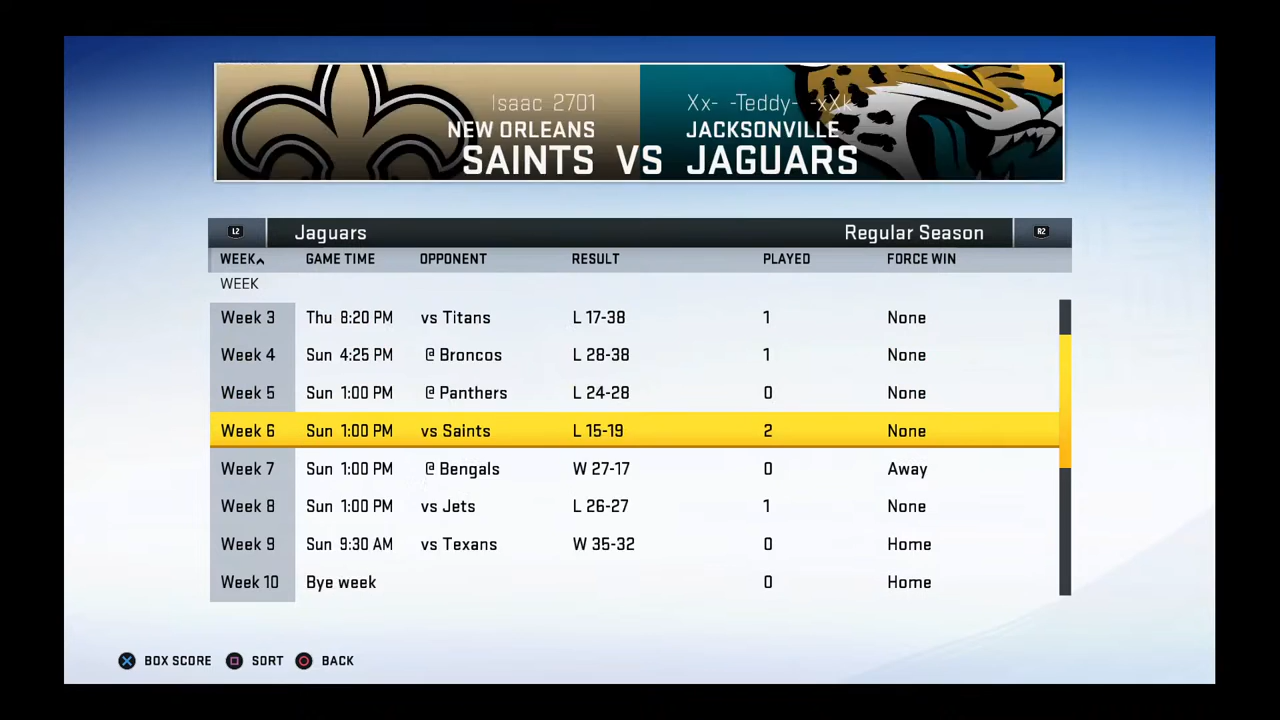 Isaac 2701
NEW ORLEANS
SAINTS VS JAGUARS
Xx- -Teddy- -xXk
JACKSONVILLE
L2 Jaguars Regular Season R2
WEEK GAME TIME OPPONENT RESULT PLAYED FORCE WIN
WEEK
Week 3 Thu 8:20 PM vs Titans L 17-38 1 None
Week 4 Sun 4:25 PM @ Broncos L 28-38 1 None
Week 5 Sun 1:00 PM @ Panthers L 24-28 0 None
Week 6 Sun 1:00 PM vs Saints L 15-19 2 None
Week 7 Sun 1:00 PM @ Bengals W 27-17 0 Away
Week 8 Sun 1:00 PM vs Jets L 26-27 1 None
Week 9 Sun 9:30 AM vs Texans W 35-32 0 Home
Week 10 Bye week 0 Home
BOX SCORE SORT BACK